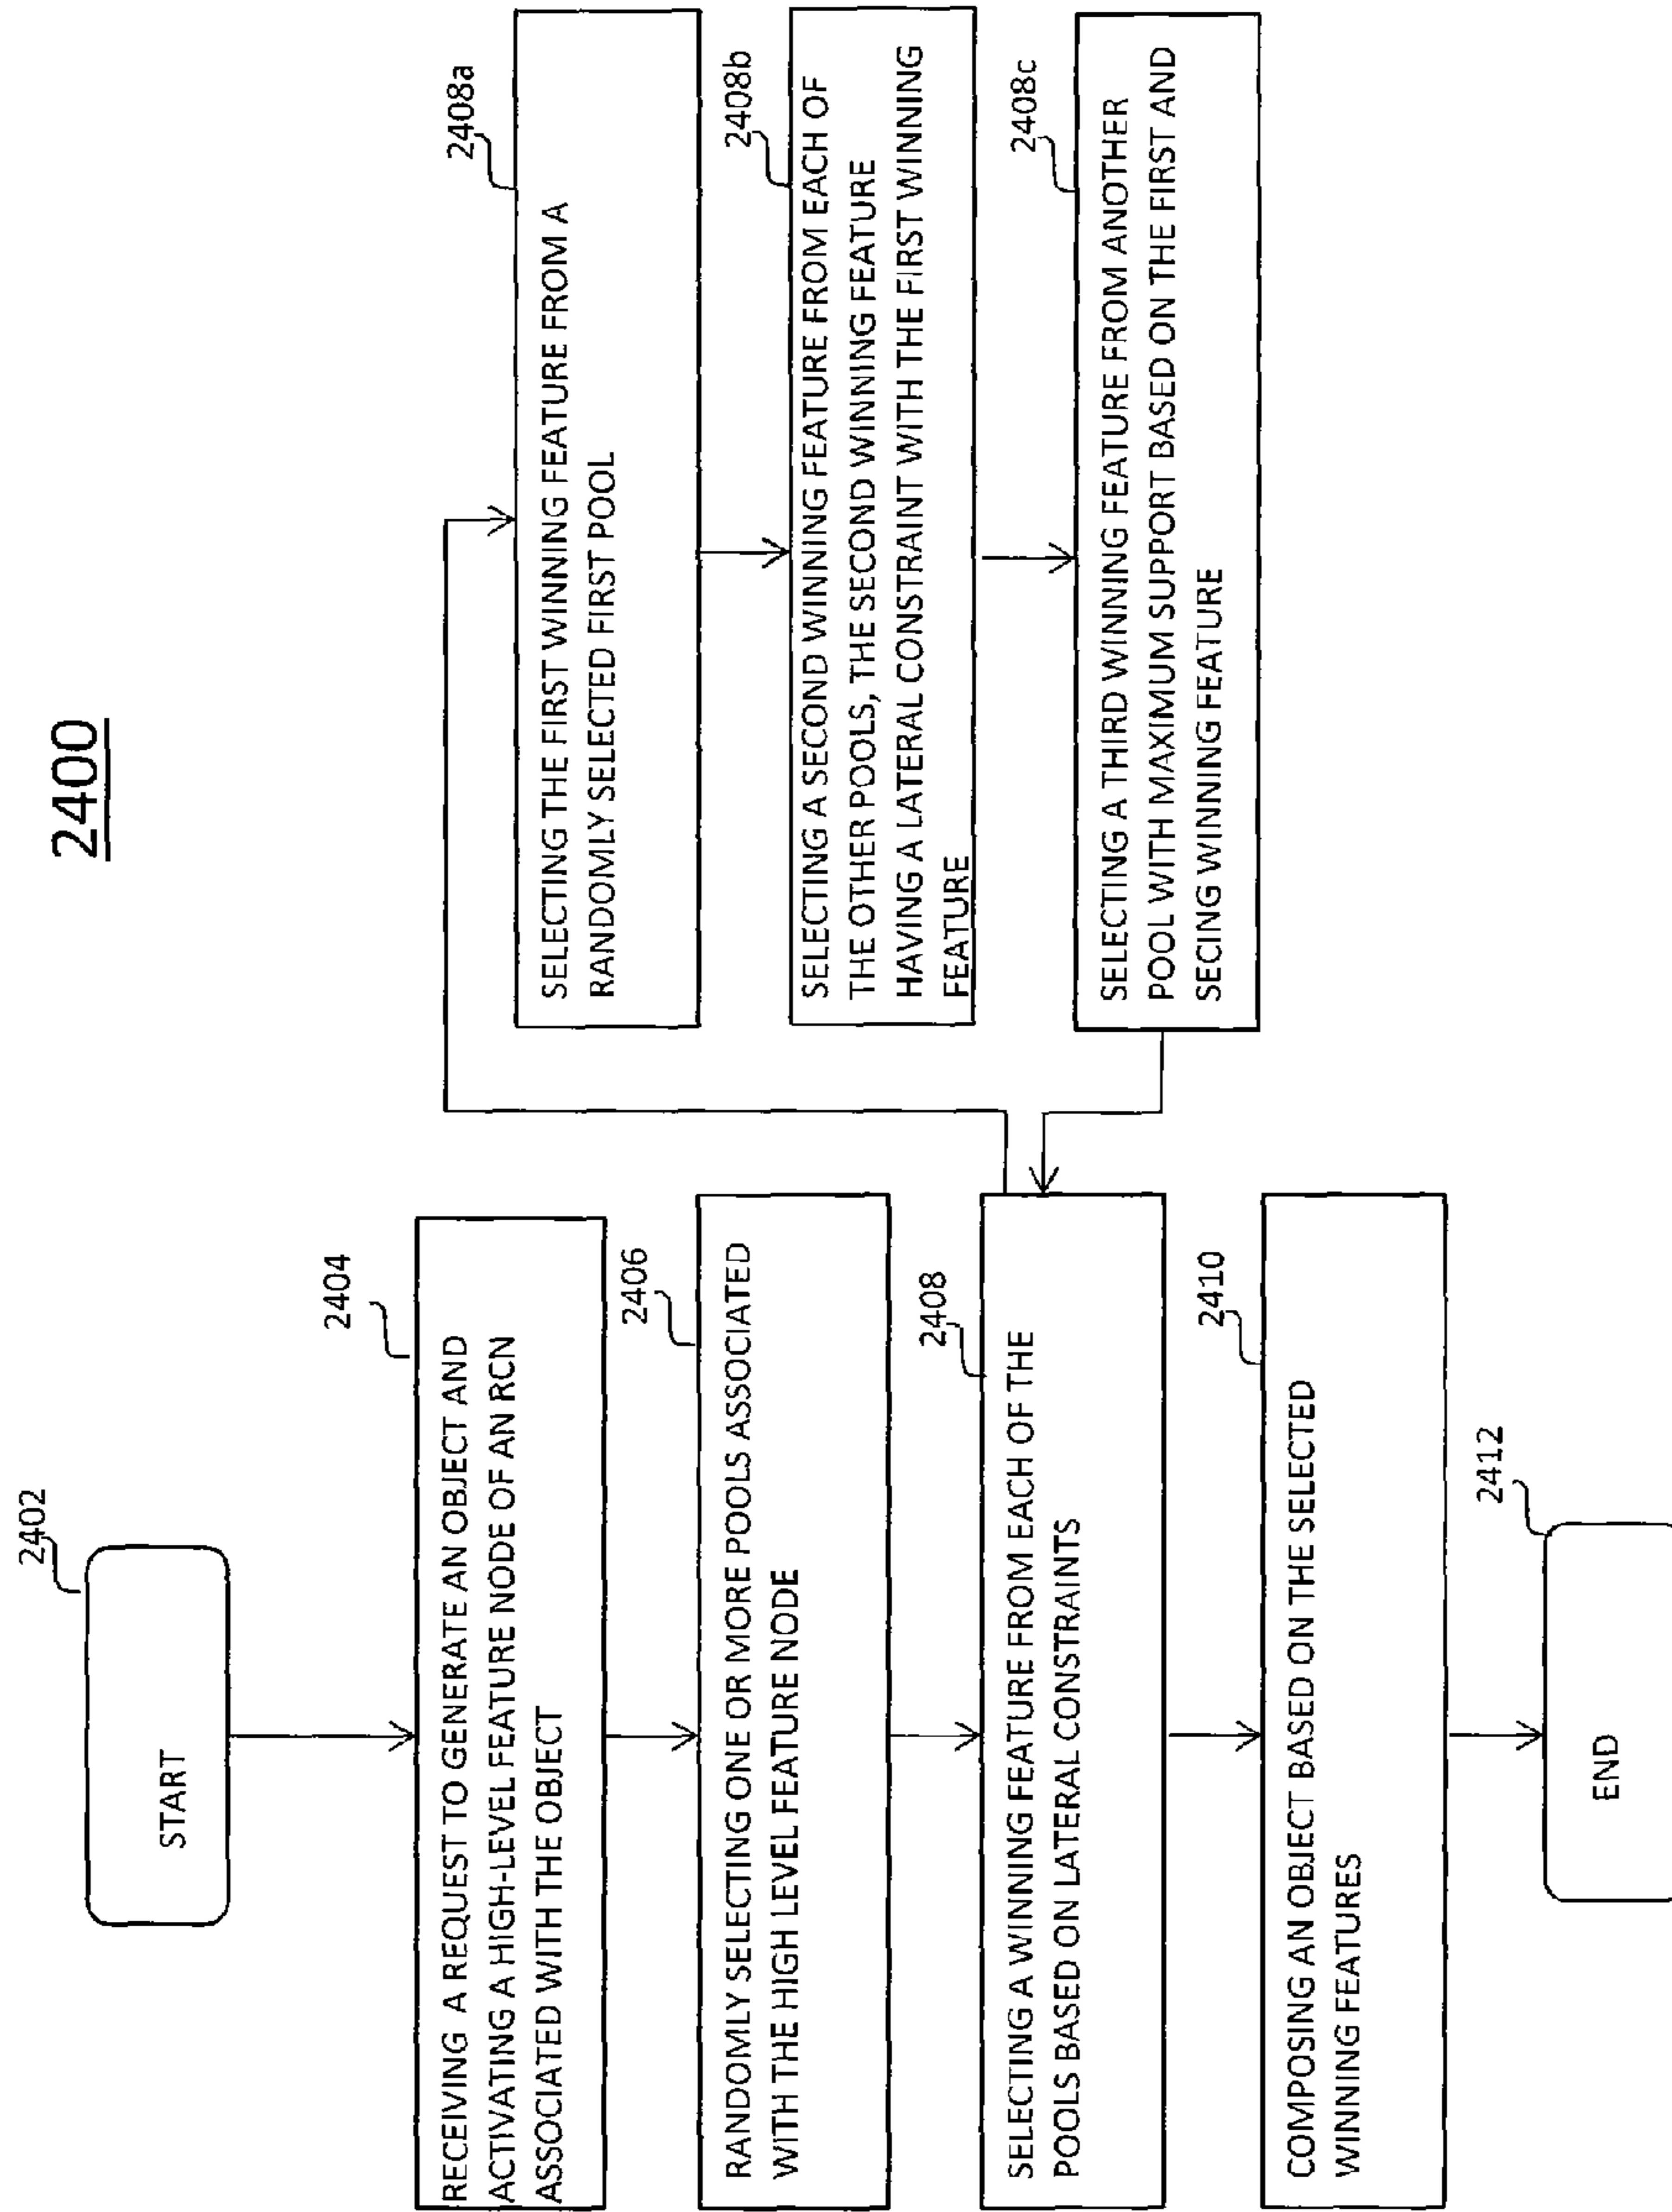 2400
2402
START
2404
RECEIVING A REQUEST TO GENERATE AN OBJECT AND
ACTIVATING A HIGH-LEVEL FEATURE NODE OF AN RCN
ASSOCIATED WITH THE OBJECT
2406
RANDOMLY SELECTING ONE OR MORE POOLS ASSOCIATED
WITH THE HIGH LEVEL FEATURE NODE
2408
SELECTING A WINNING FEATURE FROM EACH OF THE
POOLS BASED ON LATERAL CONSTRAINTS
2408a
SELECTING THE FIRST WINNING FEATURE FROM A
RANDOMLY SELECTED FIRST POOL
2408b
SELECTING A SECOND WINNING FEATURE FROM EACH OF
THE OTHER POOLS, THE SECOND WINNING FEATURE
HAVING A LATERAL CONSTRAINT WITH THE FIRST WINNING
FEATURE
2408c
SELECTING A THIRD WINNING FEATURE FROM ANOTHER
POOL WITH MAXIMUM SUPPORT BASED ON THE FIRST AND
SECING WINNING FEATURE
2410
COMPOSING AN OBJECT BASED ON THE SELECTED
WINNING FEATURES
2412
END